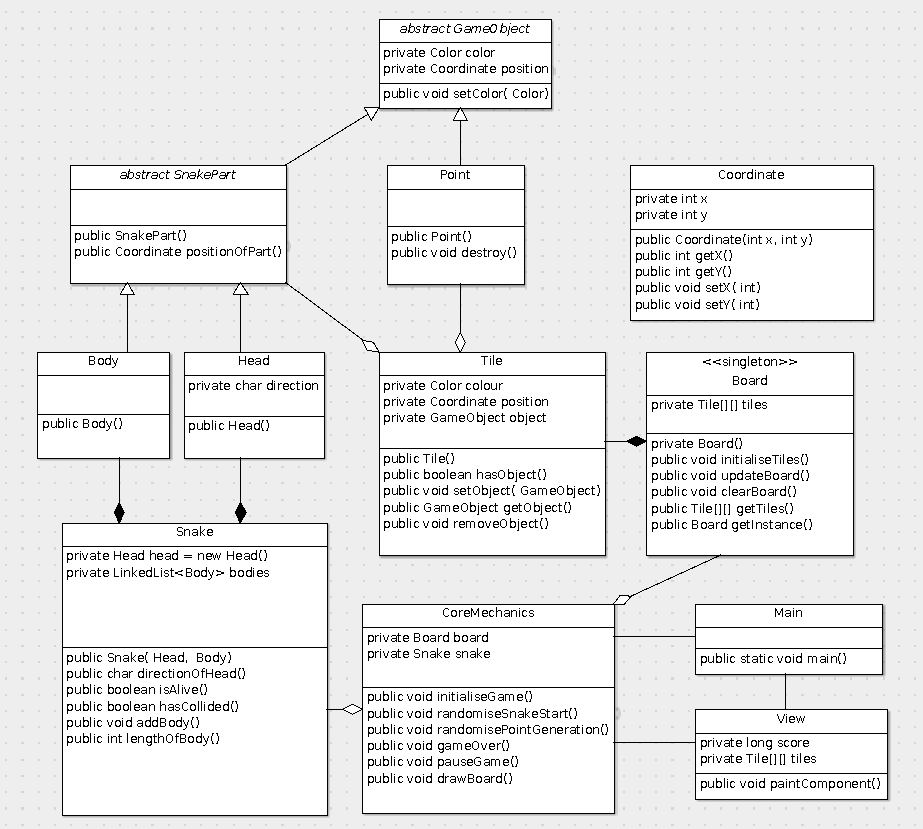 abstract GameObject
private Color color
private Coordinate position
public void setColor( Color)
abstract SnakePart
public SnakePart()
public Coordinate positionOfPart()
Point
public Point()
public void destroy()
Coordinate
private int x
private int y
public Coordinate(int x, int y)
public int getX()
public int getY()
public void setX( int)
public void setY( int)
Body
public Body()
Head
private char direction
public Head()
Tile
private Color colour
private Coordinate position
private GameObject object
public Tile()
public boolean hasObject()
public void setObject( GameObject)
public GameObject getObject()
public void removeObject()
<<singleton>>
Board
private Tile[][] tiles
private Board()
public void initialiseTiles()
public void updateBoard()
public void clearBoard()
public Tile[][] getTiles()
public Board getInstance()
Snake
private Head head = new Head()
private LinkedList<Body> bodies
public Snake( Head, Body)
public char directionOfHead()
public boolean isAlive()
public boolean hasCollided()
public void addBody()
public int lengthOfBody()
CoreMechanics
private Board board
private Snake snake
public void initialiseGame()
public void randomiseSnakeStart()
public void randomisePointGeneration()
public void gameOver()
public void pauseGame()
public void drawBoard()
Main
public static void main()
View
private long score
private Tile[][] tiles
public void paintComponent()